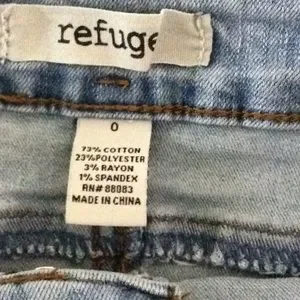 refuge
0
73% COTTON
23%POLYESTER
3% RAYON
1% SPANDEX
RN# 88083
MADE IN CHINA